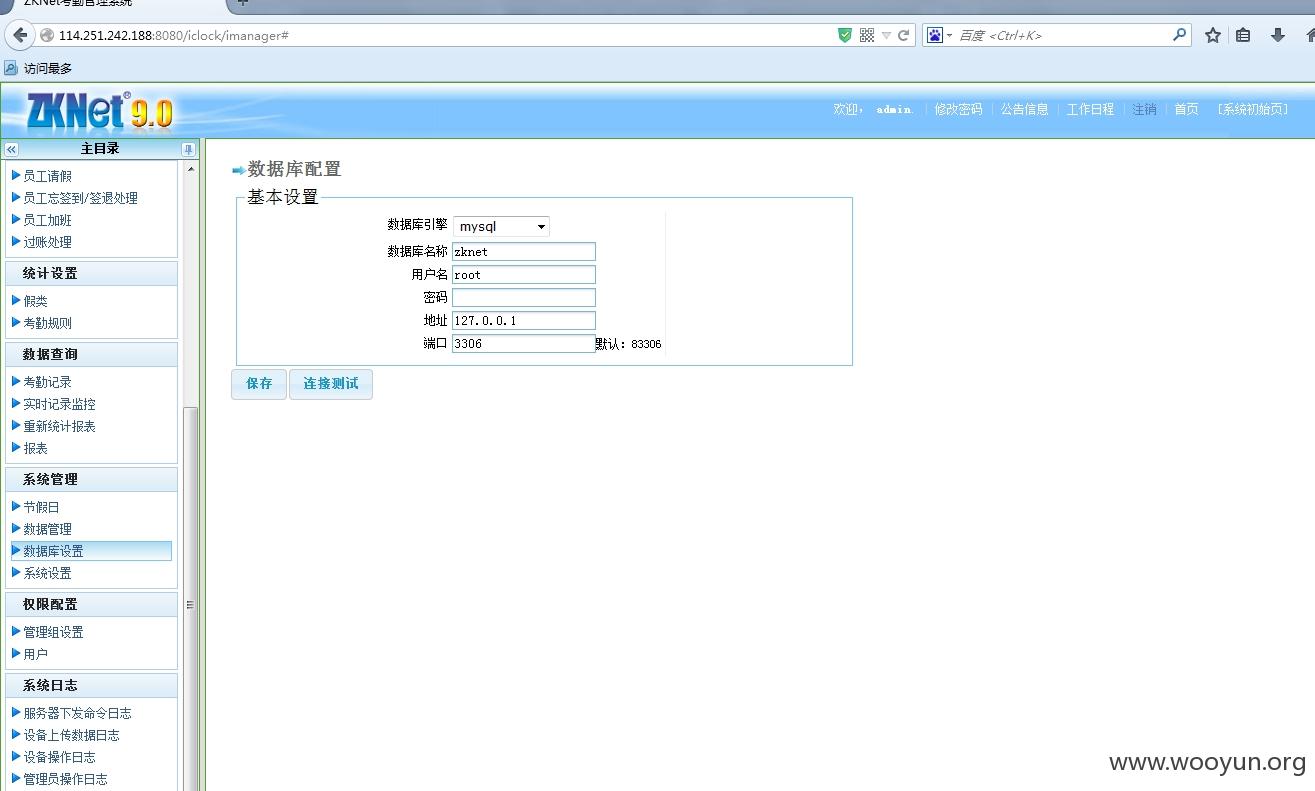 ZKNet考勤管理系统
114.251.242.188:8080/iclock/imanager#
百度 <Ctrl+K>
访问最多
ZKNet® 9.0
欢迎， admin. 修改密码 公告信息 工作日程 注销 首页 [系统初始页]
主目录
员工请假
员工忘签到/签退处理
员工加班
过账处理
统计设置
假类
考勤规则
数据查询
考勤记录
实时记录监控
重新统计报表
报表
系统管理
节假日
数据管理
数据库设置
系统设置
权限配置
管理组设置
用户
系统日志
服务器下发命令日志
设备上传数据日志
设备操作日志
管理员操作日志
数据库配置
基本设置
数据库引擎 mysql
数据库名称 zknet
用户名 root
密码
地址 127.0.0.1
端口 3306 默认：83306
保存 连接测试
www.wooyun.org